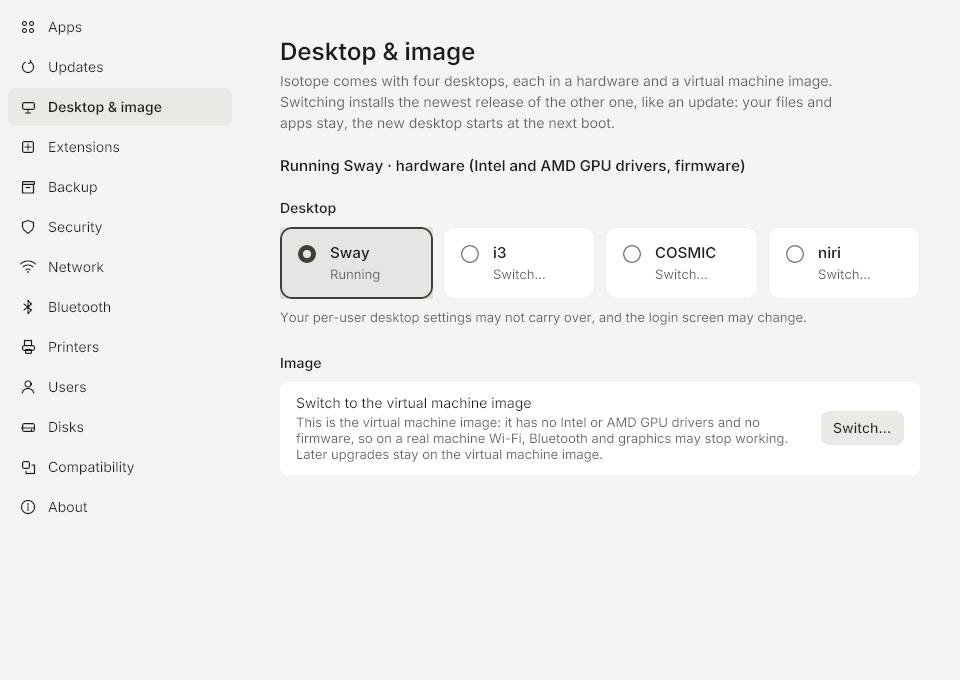 Apps
Updates
Desktop & image
Extensions
Backup
Security
Network
Bluetooth
Printers
Users
Disks
Compatibility
About
Desktop & image
Isotope comes with four desktops, each in a hardware and a virtual machine image.
Switching installs the newest release of the other one, like an update: your files and
apps stay, the new desktop starts at the next boot.
Running Sway · hardware (Intel and AMD GPU drivers, firmware)
Desktop
Sway
Running
i3
Switch...
COSMIC
Switch...
niri
Switch...
Your per-user desktop settings may not carry over, and the login screen may change.
Image
Switch to the virtual machine image
This is the virtual machine image: it has no Intel or AMD GPU drivers and no
firmware, so on a real machine Wi-Fi, Bluetooth and graphics may stop working.
Later upgrades stay on the virtual machine image.
Switch...